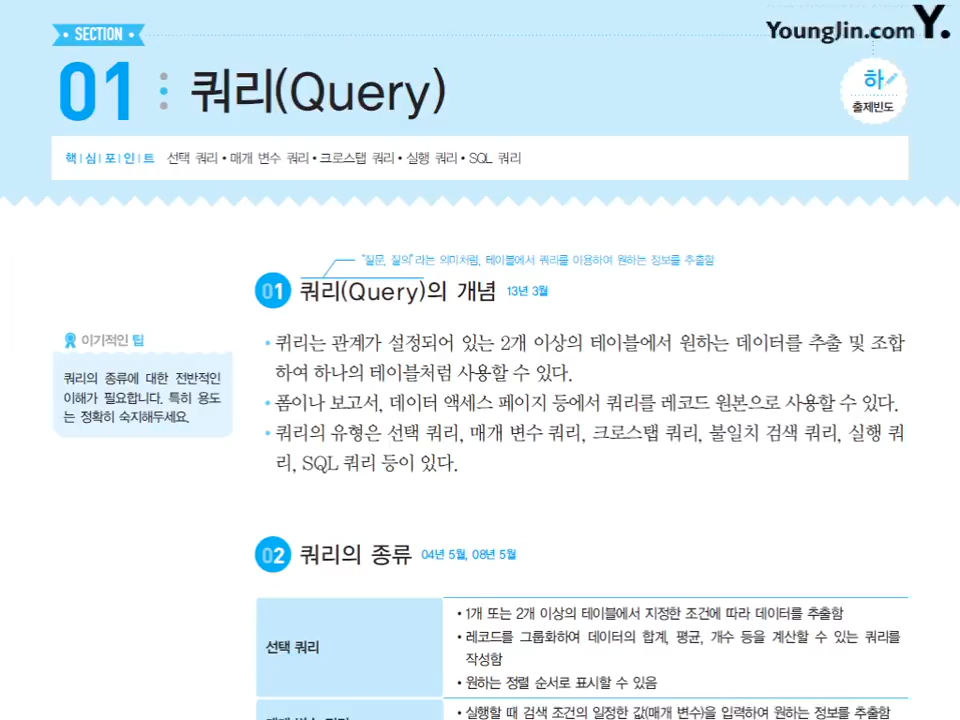 SECTION
YoungJin.com Y.
01 쿼리(Query)
하
출제빈도
핵|심|포|인|트 선택 쿼리 • 매개 변수 쿼리 • 크로스탭 쿼리 • 실행 쿼리 • SQL 쿼리
"질문, 질의"라는 의미처럼, 테이블에서 쿼리를 이용하여 원하는 정보를 추출함
01 쿼리(Query)의 개념 13년 3월
이기적인 팁
쿼리의 종류에 대한 전반적인
이해가 필요합니다. 특히 용도
는 정확히 숙지해두세요.
• 쿼리는 관계가 설정되어 있는 2개 이상의 테이블에서 원하는 데이터를 추출 및 조합
하여 하나의 테이블처럼 사용할 수 있다.
• 폼이나 보고서, 데이터 액세스 페이지 등에서 쿼리를 레코드 원본으로 사용할 수 있다.
• 쿼리의 유형은 선택 쿼리, 매개 변수 쿼리, 크로스탭 쿼리, 불일치 검색 쿼리, 실행 쿼
리, SQL 쿼리 등이 있다.
02 쿼리의 종류 04년 5월, 08년 5월
선택 쿼리
• 1개 또는 2개 이상의 테이블에서 지정한 조건에 따라 데이터를 추출함
• 레코드를 그룹화하여 데이터의 합계, 평균, 개수 등을 계산할 수 있는 쿼리를
작성함
• 원하는 정렬 순서로 표시할 수 있음
• 실행할 때 검색 조건의 일정한 값(매개 변수)을 입력하여 원하는 정보를 추출함